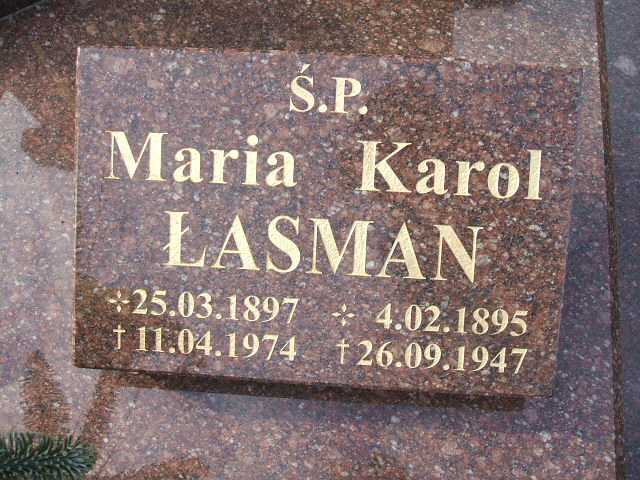 Ś.P.
Maria Karol
ŁASMAN
⊹25.03.1897 ⊹ 4.02.1895
†11.04.1974 †26.09.1947